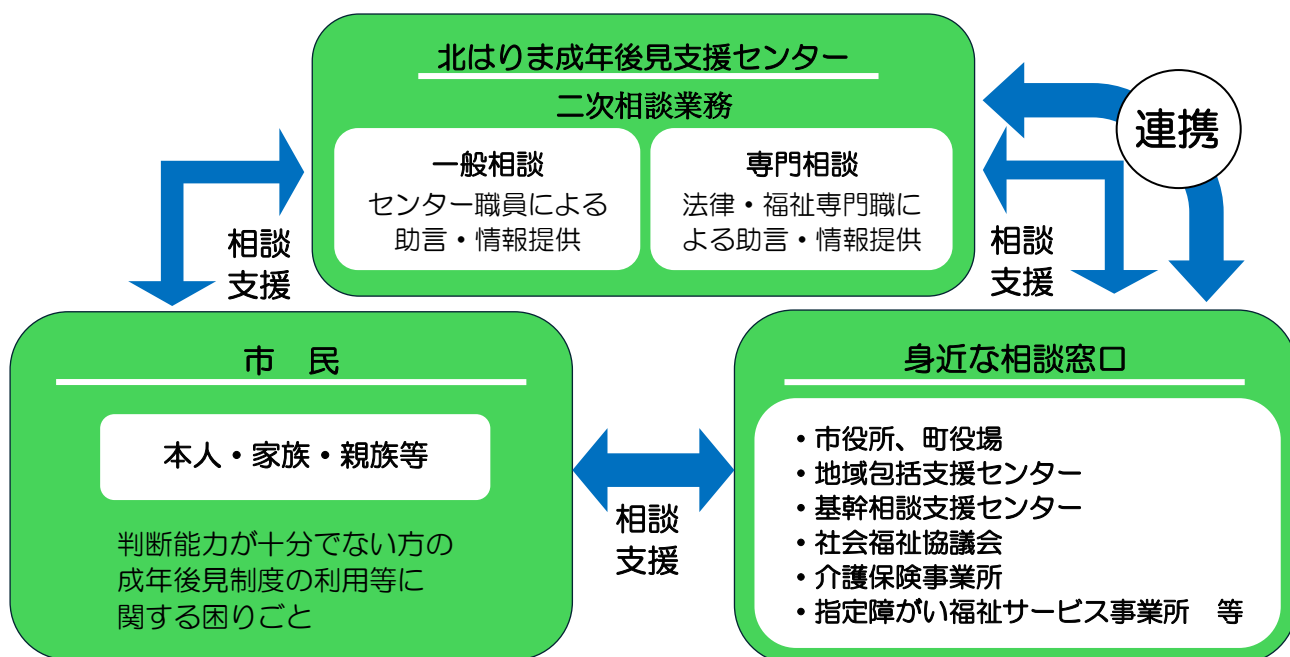 北はりま成年後見支援センター
二次相談業務
一般相談
センター職員による
助言・情報提供
専門相談
法律・福祉専門職に
よる助言・情報提供
連携
相談
支援
相談
支援
市　民
本人・家族・親族等
判断能力が十分でない方の
成年後見制度の利用等に
関する困りごと
相談
支援
身近な相談窓口
・市役所、町役場
・地域包括支援センター
・基幹相談支援センター
・社会福祉協議会
・介護保険事業所
・指定障がい福祉サービス事業所　等